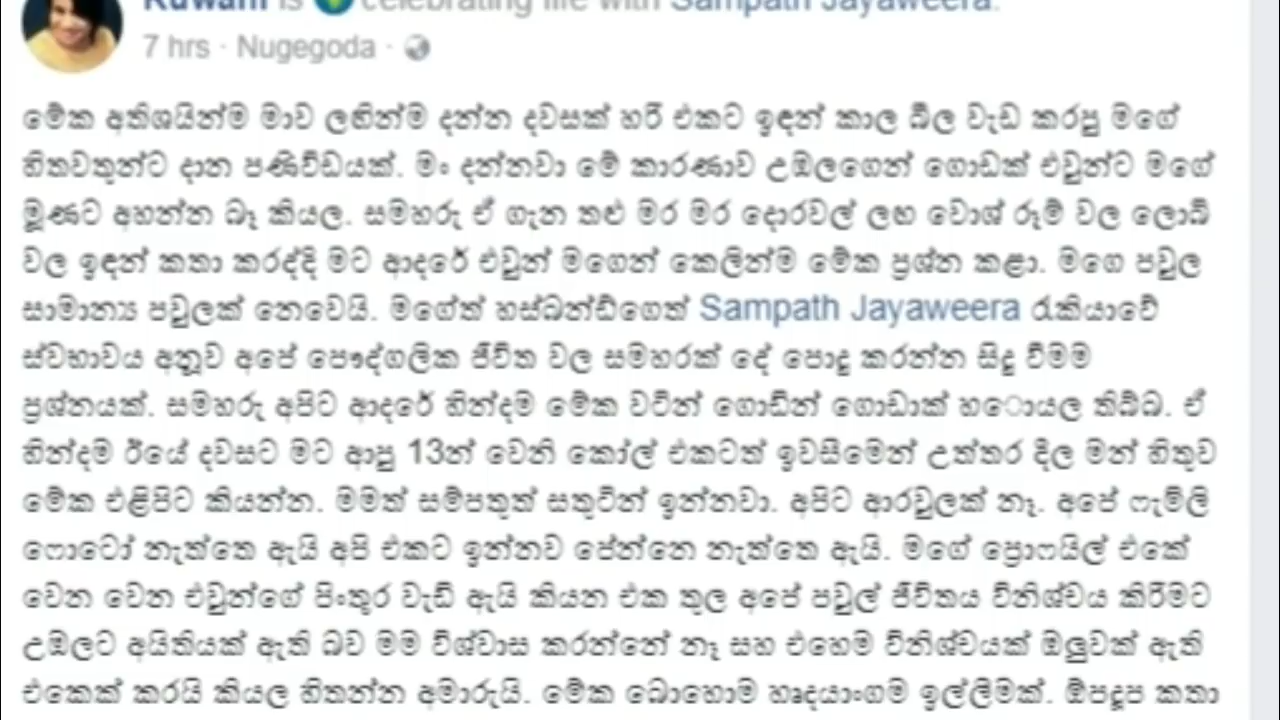 Ruwani is celebrating life with Sampath Jayaweera.
7 hrs · Nugegoda ·
මේක අතිශයින්ම මාව ලඟින්ම දන්න දවසක් හරි එකට ඉඳන් කාල බීල වැඩ කරපු මගේ
හිතවතුන්ට දාන පණිවිඩයක්. මං දන්නවා මේ කාරණාව උඹලගෙන් ගොඩක් එවුන්ට මගේ
මූණට අහන්න බෑ කියල. සමහරු ඒ ගැන තළු මර මර දොරවල් ලඟ වොශ් රූම් වල ලොබි
වල ඉඳන් කතා කරද්දි මට ආදරේ එවුන් මගෙන් කෙලින්ම මේක ප්‍රශ්න කළා. මගෙ පවුල
සාමාන්‍ය පවුලක් නෙවෙයි. මගේත් හස්බන්ඩ්ගෙත් Sampath Jayaweera රැකියාවේ
ස්වභාවය අනූව අපේ පෞද්ගලික ජීවිත වල සමහරක් දේ පොදු කරන්න සිදු වීමම
ප්‍රශ්නයක්. සමහරු අපිට ආදරේ හින්දම මේක වටින් ගොඩින් ගොඩාක් හොයල තිබ්බ. ඒ
හින්දම ඊයේ දවසට මට ආපු 13න් වෙනි කෝල් එකටත් ඉවසීමෙන් උත්තර දීල මන් හිතුව
මේක එළිපිට කියන්න. මමත් සම්පතුත් සතුටින් ඉන්නවා. අපිට ආරවුලක් නෑ. අපේ ෆැමිලි
ෆොටෝ නැත්තෙ ඇයි අපි එකට ඉන්නව පේන්නෙ නැත්තෙ ඇයි. මගේ ප්‍රොෆයිල් එකේ
වෙන වෙන එවුන්ගේ පිංතූර වැඩි ඇයි කියන එක තුල අපේ පවුල් ජීවිතය විනිශ්චය කිරීමට
උඹලට අයිතියක් ඇති බව මම විශ්වාස කරන්නේ නෑ සහ එහෙම විනිශ්චයක් ඔලුවක් ඇති
එකෙක් කරයි කියල හිතන්න අමාරුයි. මේක බොහොම හෘදයාංගම ඉල්ලිමක්. ඕපදූප කතා